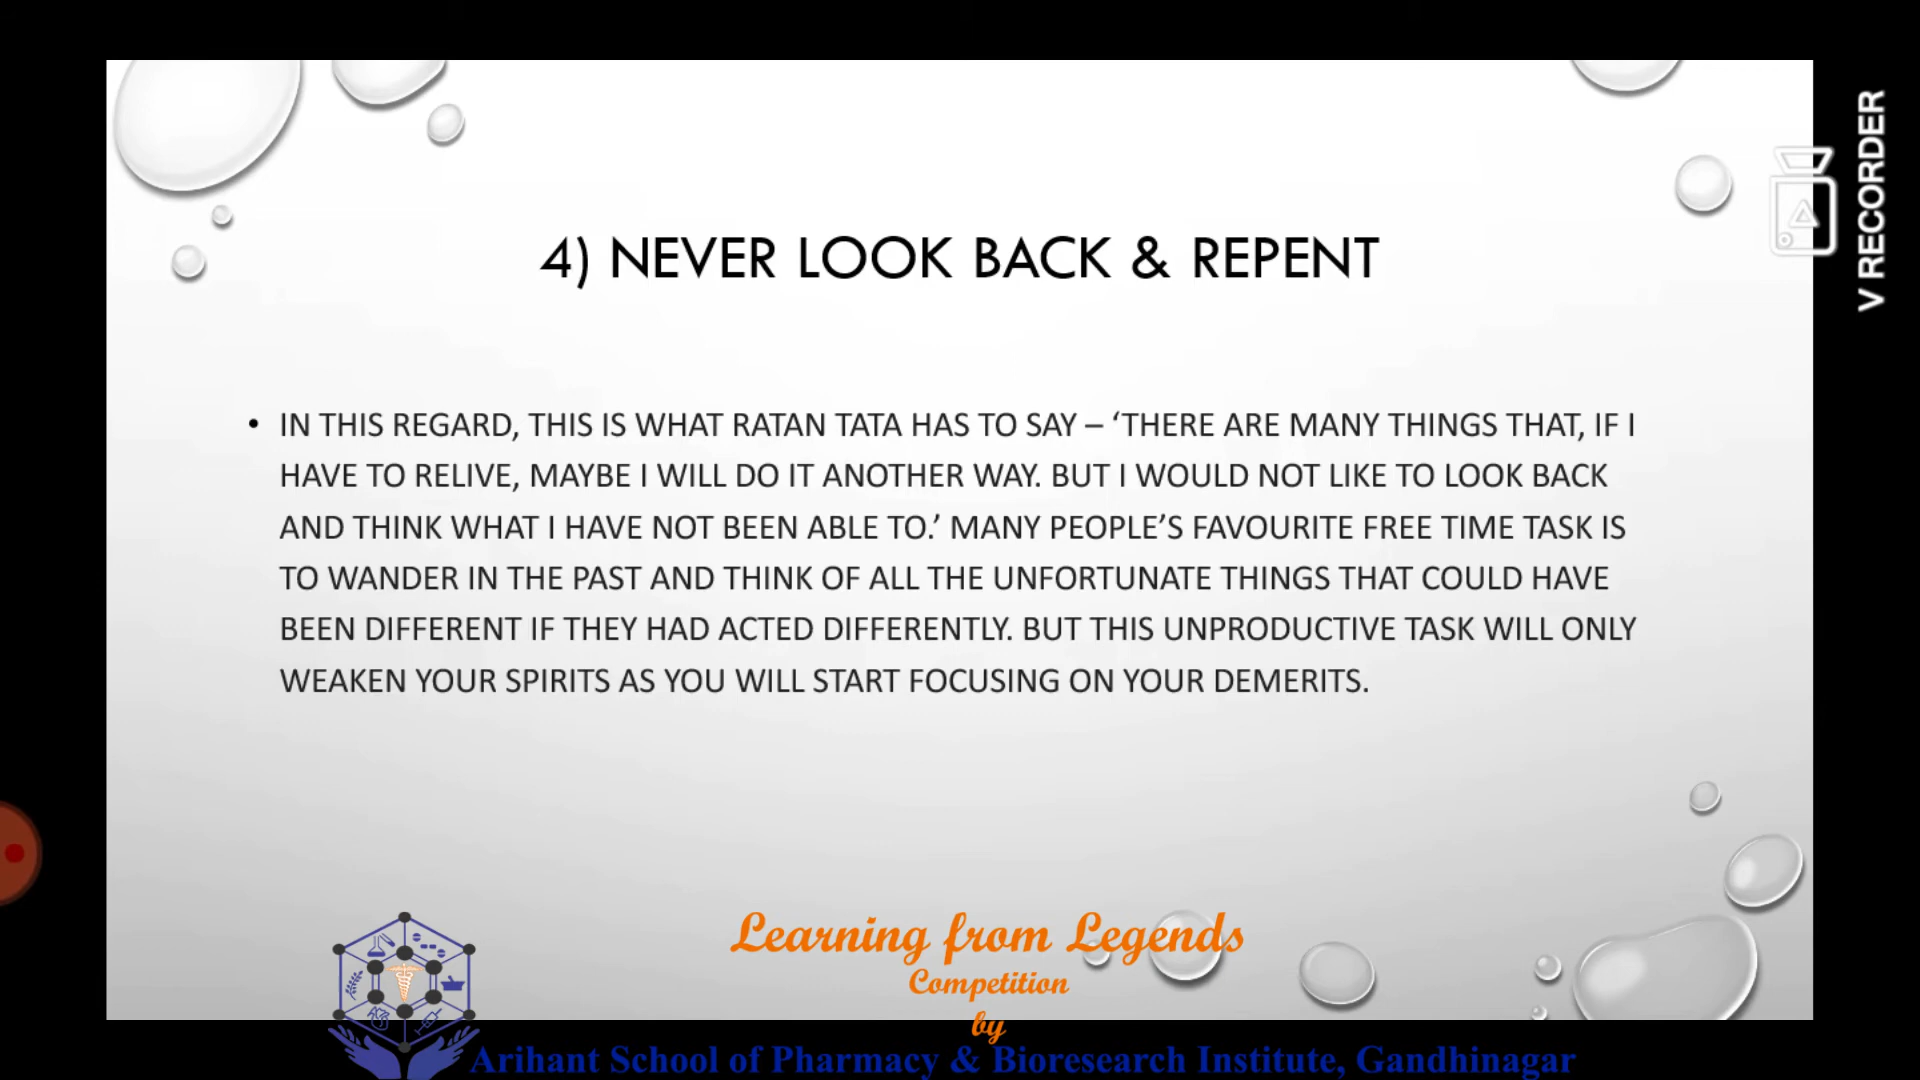 4) NEVER LOOK BACK & REPENT
• IN THIS REGARD, THIS IS WHAT RATAN TATA HAS TO SAY – ‘THERE ARE MANY THINGS THAT, IF I
HAVE TO RELIVE, MAYBE I WILL DO IT ANOTHER WAY. BUT I WOULD NOT LIKE TO LOOK BACK
AND THINK WHAT I HAVE NOT BEEN ABLE TO.’ MANY PEOPLE’S FAVOURITE FREE TIME TASK IS
TO WANDER IN THE PAST AND THINK OF ALL THE UNFORTUNATE THINGS THAT COULD HAVE
BEEN DIFFERENT IF THEY HAD ACTED DIFFERENTLY. BUT THIS UNPRODUCTIVE TASK WILL ONLY
WEAKEN YOUR SPIRITS AS YOU WILL START FOCUSING ON YOUR DEMERITS.
V RECORDER
Learning from Legends
Competition
by
Arihant School of Pharmacy & Bioresearch Institute, Gandhinagar